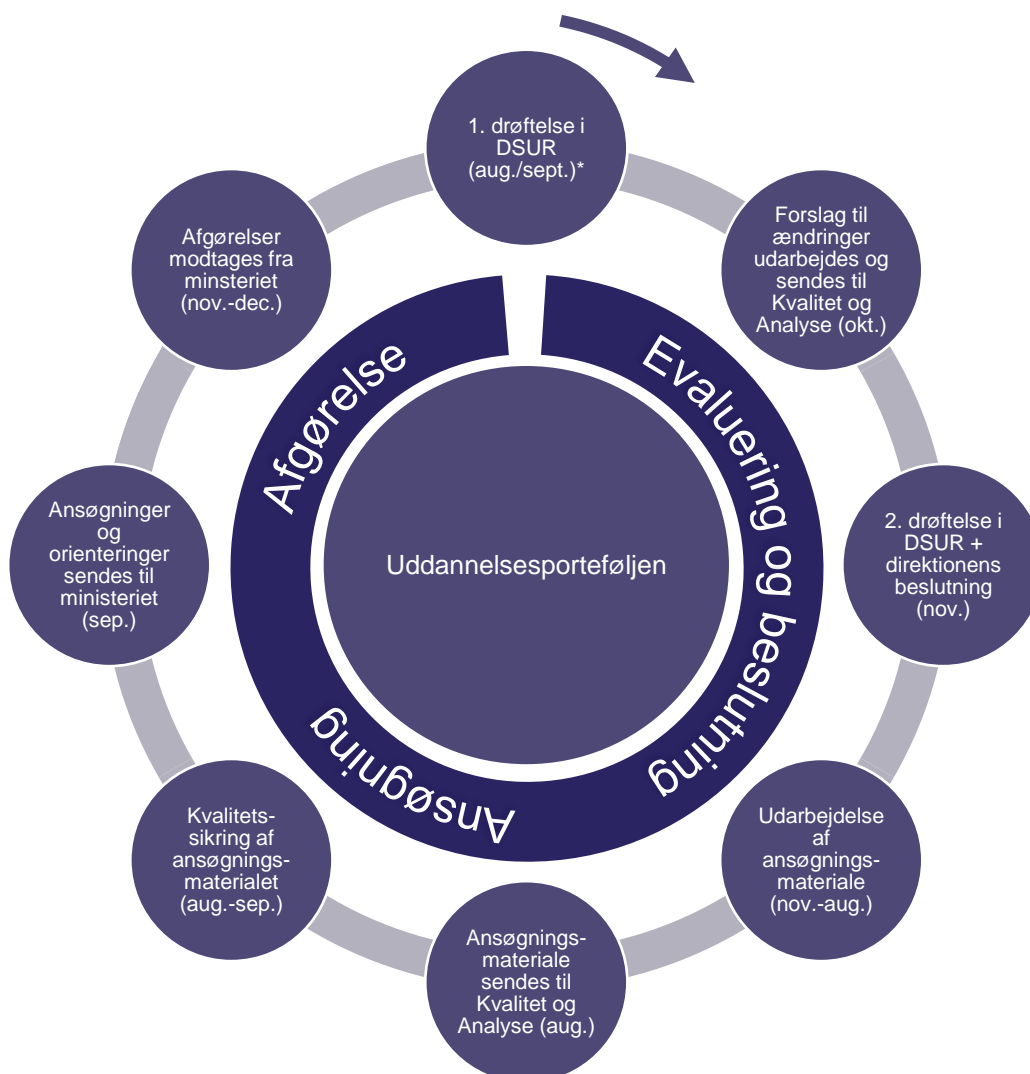 1. drøftelse i
DSUR
(aug./sept.)*
Forslag til
ændringer
udarbejdes og
sendes til
Kvalitet og
Analyse (okt.)
2. drøftelse i
DSUR +
direktionens
beslutning
(nov.)
Udarbejdelse
af
ansøgnings-
materiale
(nov.-aug.)
Ansøgnings-
materiale
sendes til
Kvalitet og
Analyse (aug.)
Kvalitets-
sikring af
ansøgnings-
materialet
(aug.-sep.)
Ansøgninger
og
orienteringer
sendes til
ministeriet
(sep.)
Afgørelser
modtages fra
minsteriet
(nov.-dec.)
Evaluering og beslutning
Ansøgning
Afgørelse
Uddannelsesporteføljen